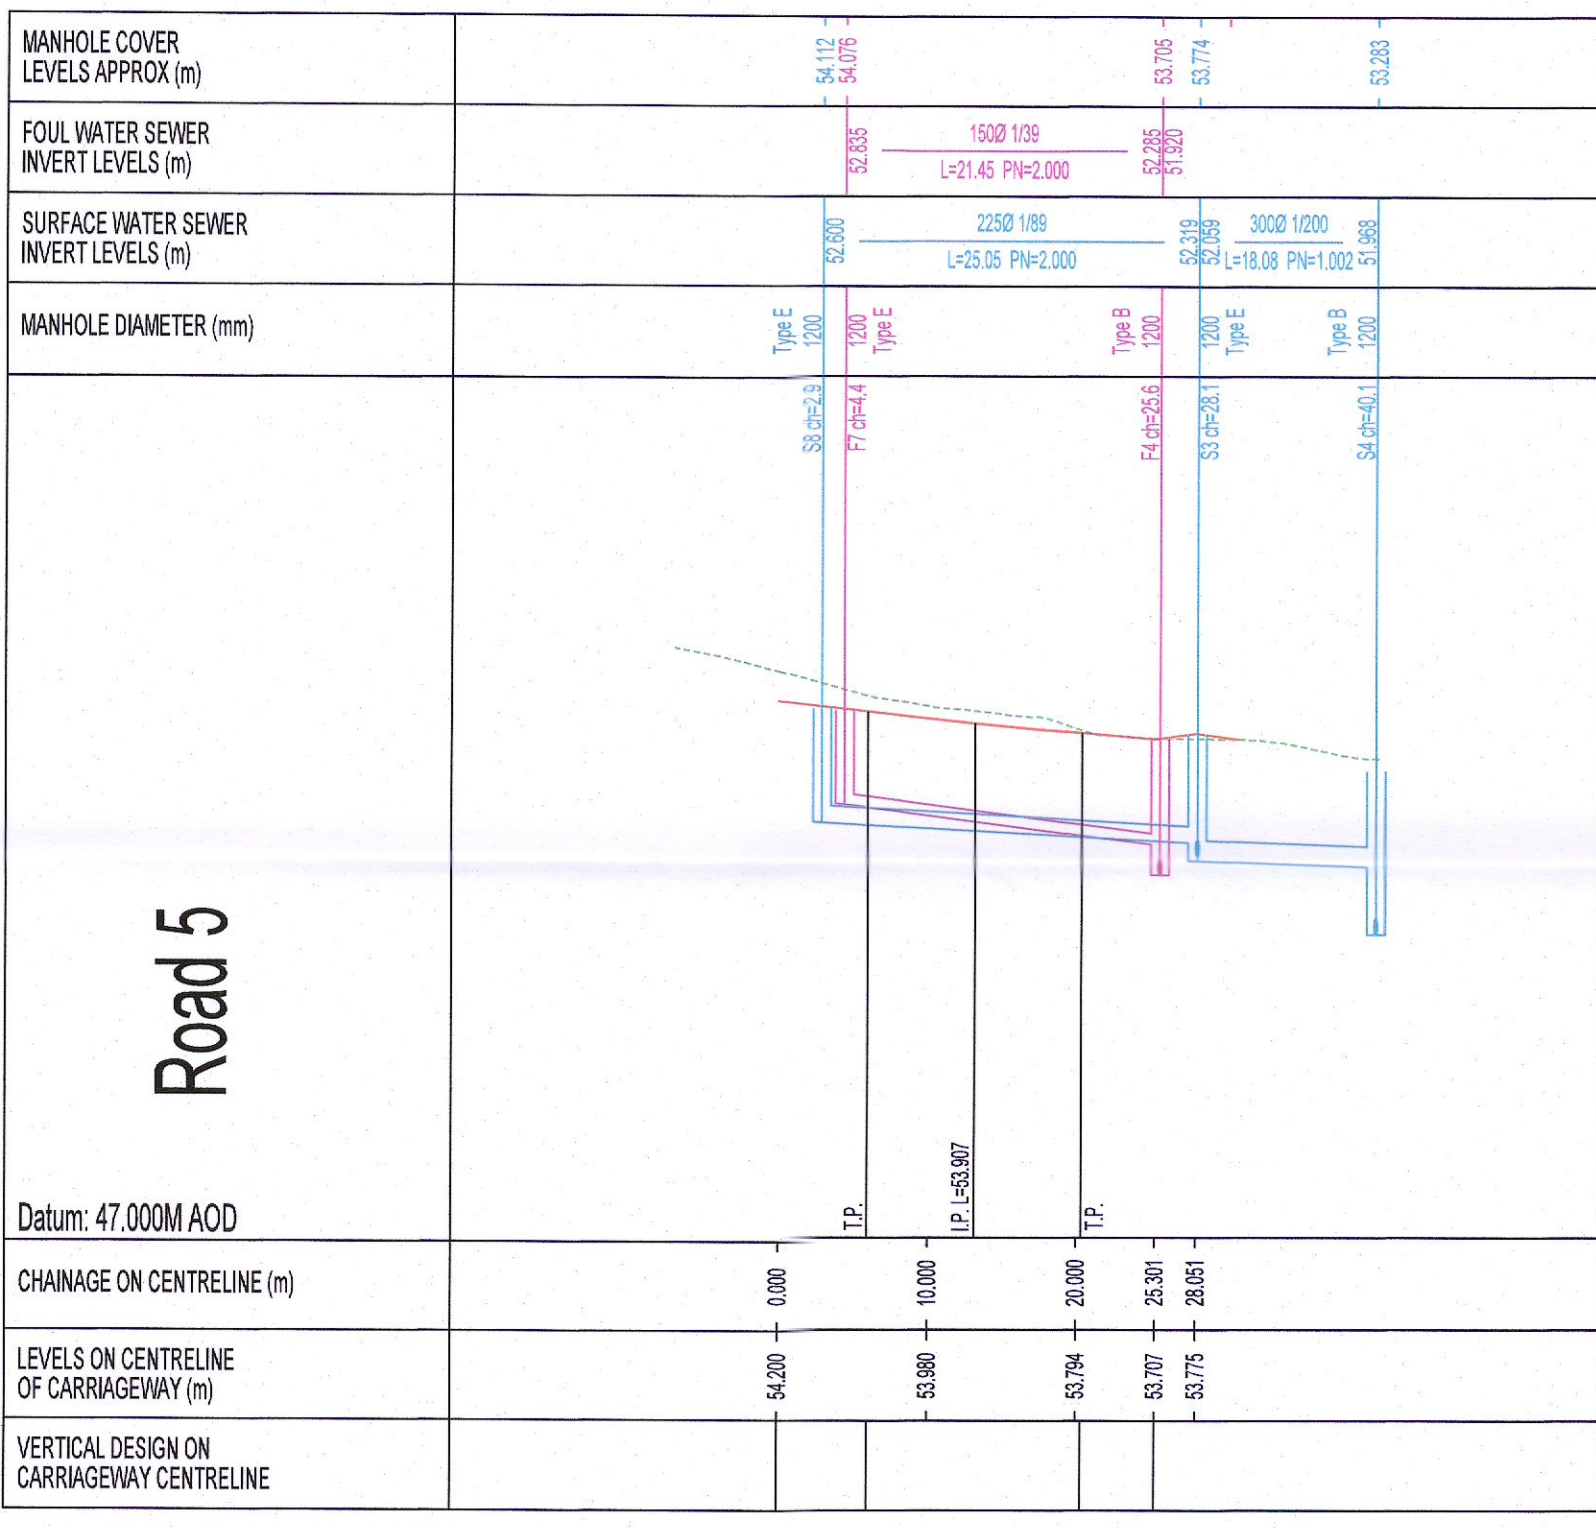 MANHOLE COVER
LEVELS APPROX (m)
54.112
54.076
53.705
53.774
53.283
FOUL WATER SEWER
INVERT LEVELS (m)
52.835
150Ø 1/39
L=21.45 PN=2.000
52.285
51.920
SURFACE WATER SEWER
INVERT LEVELS (m)
52.600
225Ø 1/89
L=25.05 PN=2.000
52.319
52.059
300Ø 1/200
L=18.08 PN=1.002
51.968
MANHOLE DIAMETER (mm)
Type E
1200
1200
Type E
Type B
1200
1200
Type E
Type B
1200
S8 ch=2.9
F7 ch=4.4
F4 ch=25.6
S3 ch=28.1
S4 ch=40.1
Road 5
Datum: 47.000M AOD
T.P.
I.P. L=53.907
T.P.
CHAINAGE ON CENTRELINE (m)
0.000
10.000
20.000
25.301
28.051
LEVELS ON CENTRELINE
OF CARRIAGEWAY (m)
54.200
53.980
53.794
53.707
53.775
VERTICAL DESIGN ON
CARRIAGEWAY CENTRELINE